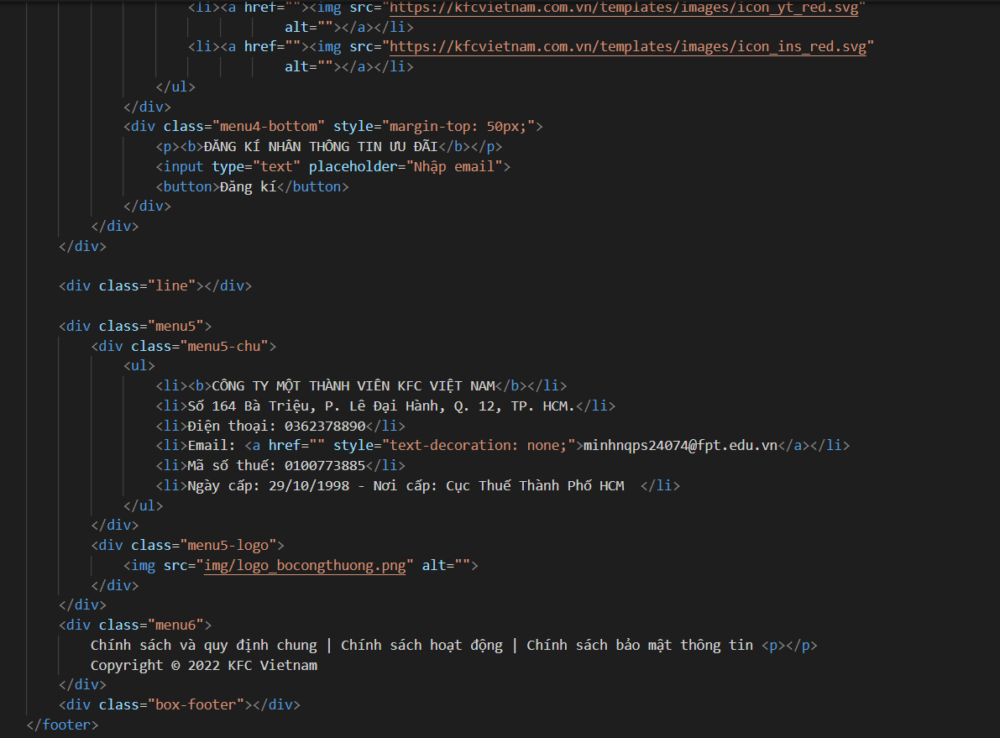 <li><a href=""><img src="https://kfcvietnam.com.vn/templates/images/icon_yt_red.svg"
alt=""></a></li>
<li><a href=""><img src="https://kfcvietnam.com.vn/templates/images/icon_ins_red.svg"
alt=""></a></li>
</ul>
</div>
<div class="menu4-bottom" style="margin-top: 50px;">
<p><b>ĐĂNG KÍ NHÂN THÔNG TIN ƯU ĐÃI</b></p>
<input type="text" placeholder="Nhập email">
<button>Đăng kí</button>
</div>
</div>
</div>
<div class="line"></div>
<div class="menu5">
<div class="menu5-chu">
<ul>
<li><b>CÔNG TY MỘT THÀNH VIÊN KFC VIỆT NAM</b></li>
<li>Số 164 Bà Triệu, P. Lê Đại Hành, Q. 12, TP. HCM.</li>
<li>Điện thoại: 0362378890</li>
<li>Email: <a href="" style="text-decoration: none;">minhnqps24074@fpt.edu.vn</a></li>
<li>Mã số thuế: 0100773885</li>
<li>Ngày cấp: 29/10/1998 - Nơi cấp: Cục Thuế Thành Phố HCM  </li>
</ul>
</div>
<div class="menu5-logo">
<img src="img/logo_bocongthuong.png" alt="">
</div>
</div>
<div class="menu6">
Chính sách và quy định chung | Chính sách hoạt động | Chính sách bảo mật thông tin <p></p>
Copyright © 2022 KFC Vietnam
</div>
<div class="box-footer"></div>
</footer>